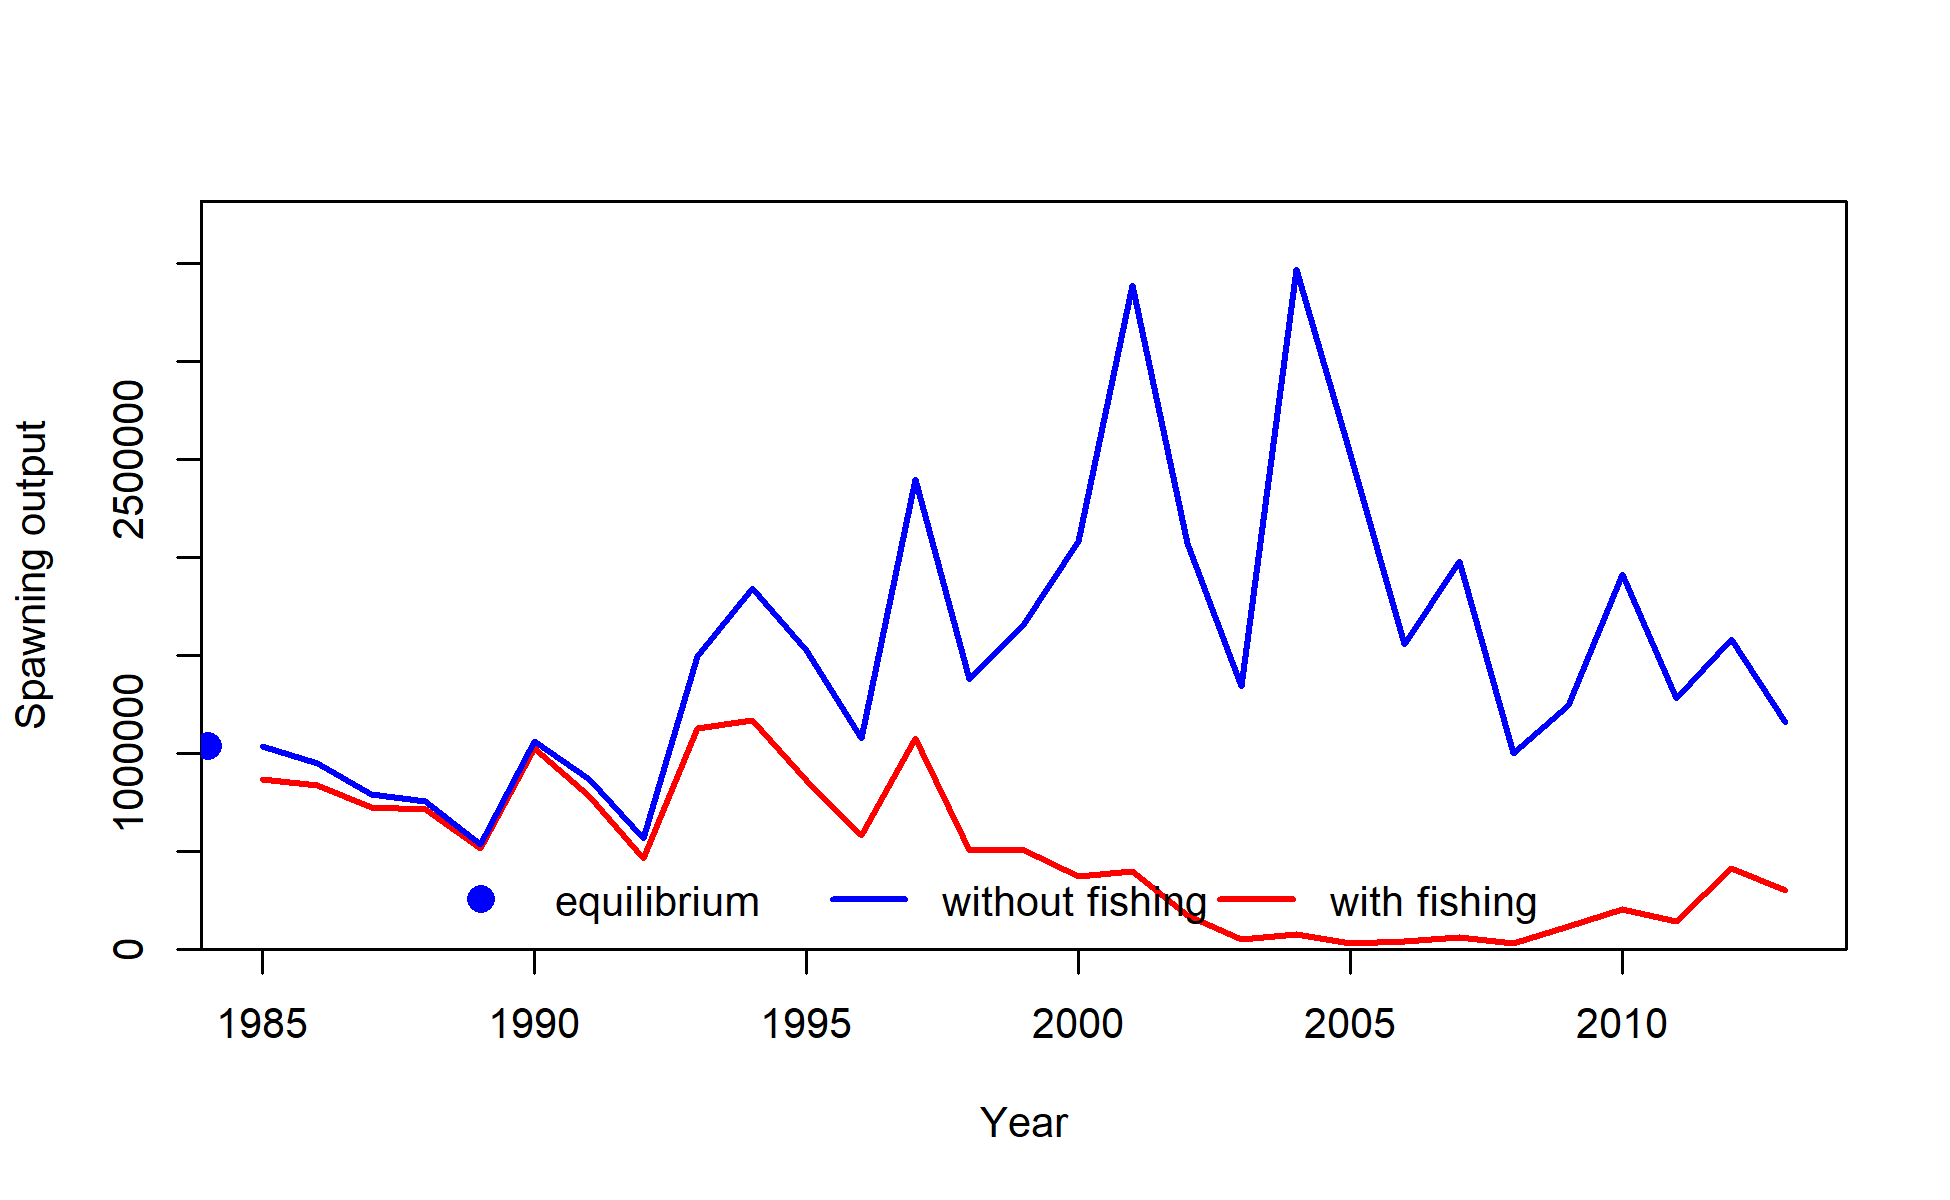 Spawning output
2500000
1000000
0
equilibrium without fishing with fishing
1985 1990 1995 2000 2005 2010
Year